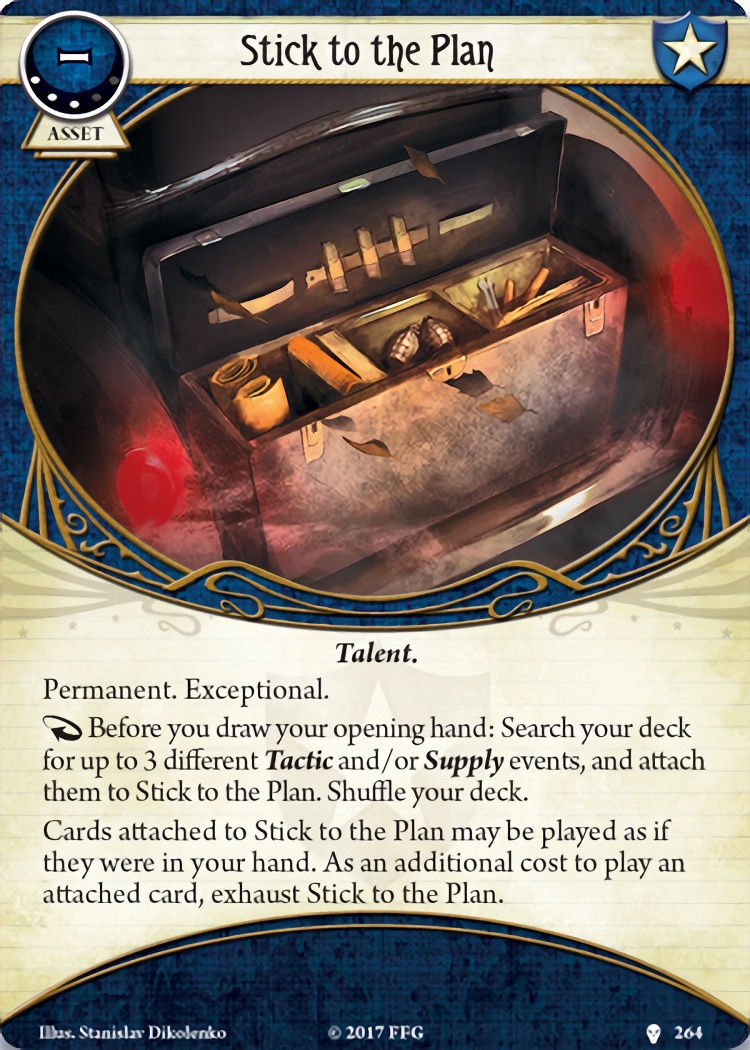 Stick to the Plan
–
ASSET
Talent.
Permanent. Exceptional.
Before you draw your opening hand: Search your deck
for up to 3 different Tactic and/or Supply events, and attach
them to Stick to the Plan. Shuffle your deck.
Cards attached to Stick to the Plan may be played as if
they were in your hand. As an additional cost to play an
attached card, exhaust Stick to the Plan.
Illus. Stanislav Dikolenko
© 2017 FFG
264